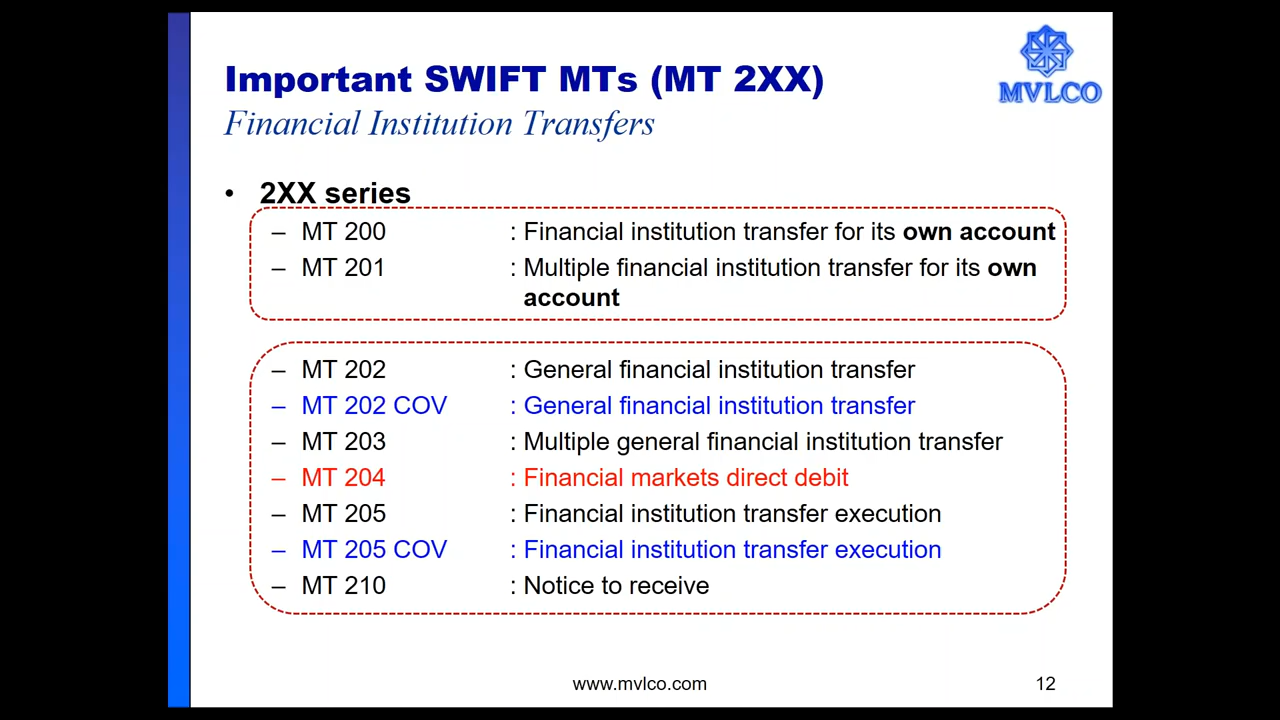 Important SWIFT MTs (MT 2XX)
MVLCO
Financial Institution Transfers
• 2XX series
– MT 200 : Financial institution transfer for its own account
– MT 201 : Multiple financial institution transfer for its own
account
– MT 202 : General financial institution transfer
– MT 202 COV : General financial institution transfer
– MT 203 : Multiple general financial institution transfer
– MT 204 : Financial markets direct debit
– MT 205 : Financial institution transfer execution
– MT 205 COV : Financial institution transfer execution
– MT 210 : Notice to receive
www.mvlco.com 12